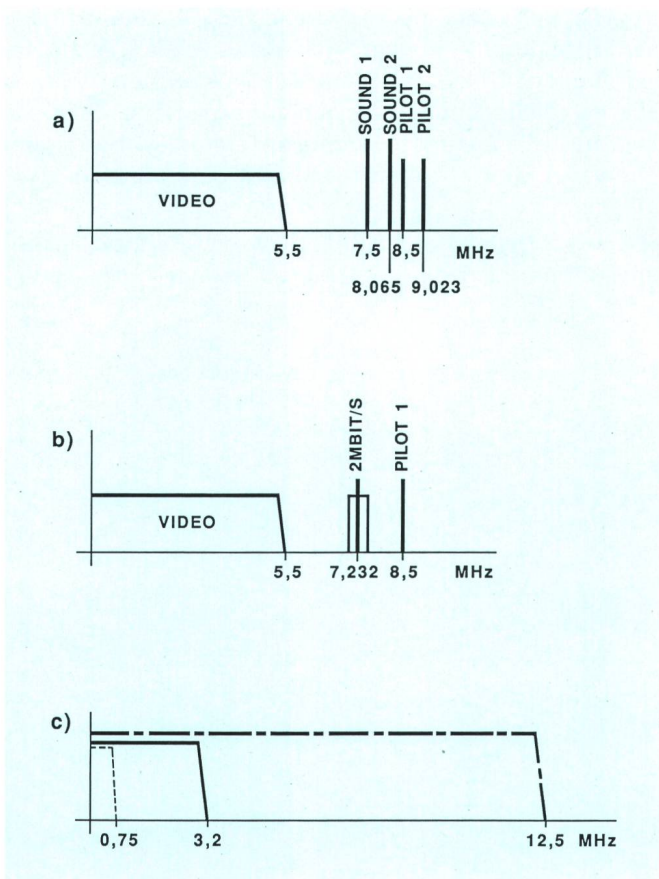 a)
SOUND 1
SOUND 2
PILOT 1
PILOT 2
VIDEO
5,5
7,5
8,5
MHz
8,065
9,023
b)
2MBIT/S
PILOT 1
VIDEO
5,5
7,232
8,5
MHz
c)
0,75
3,2
12,5
MHz